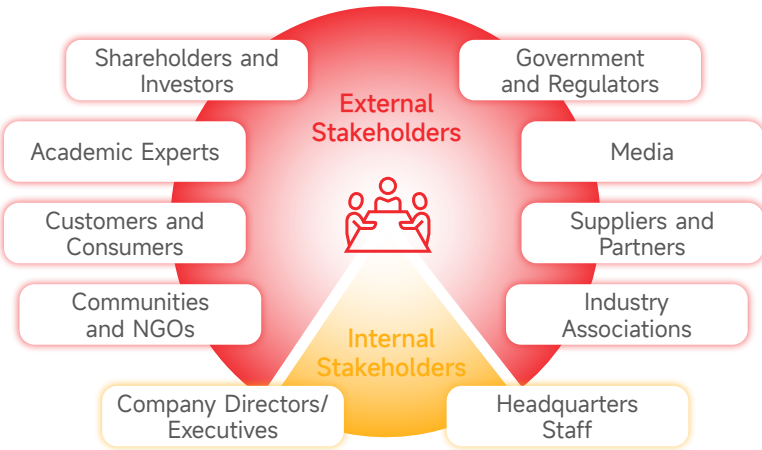 Shareholders and
Investors
Government
and Regulators
External
Stakeholders
Academic Experts
Media
Customers and
Consumers
Suppliers and
Partners
Communities
and NGOs
Industry
Associations
Internal
Stakeholders
Company Directors/
Executives
Headquarters
Staff